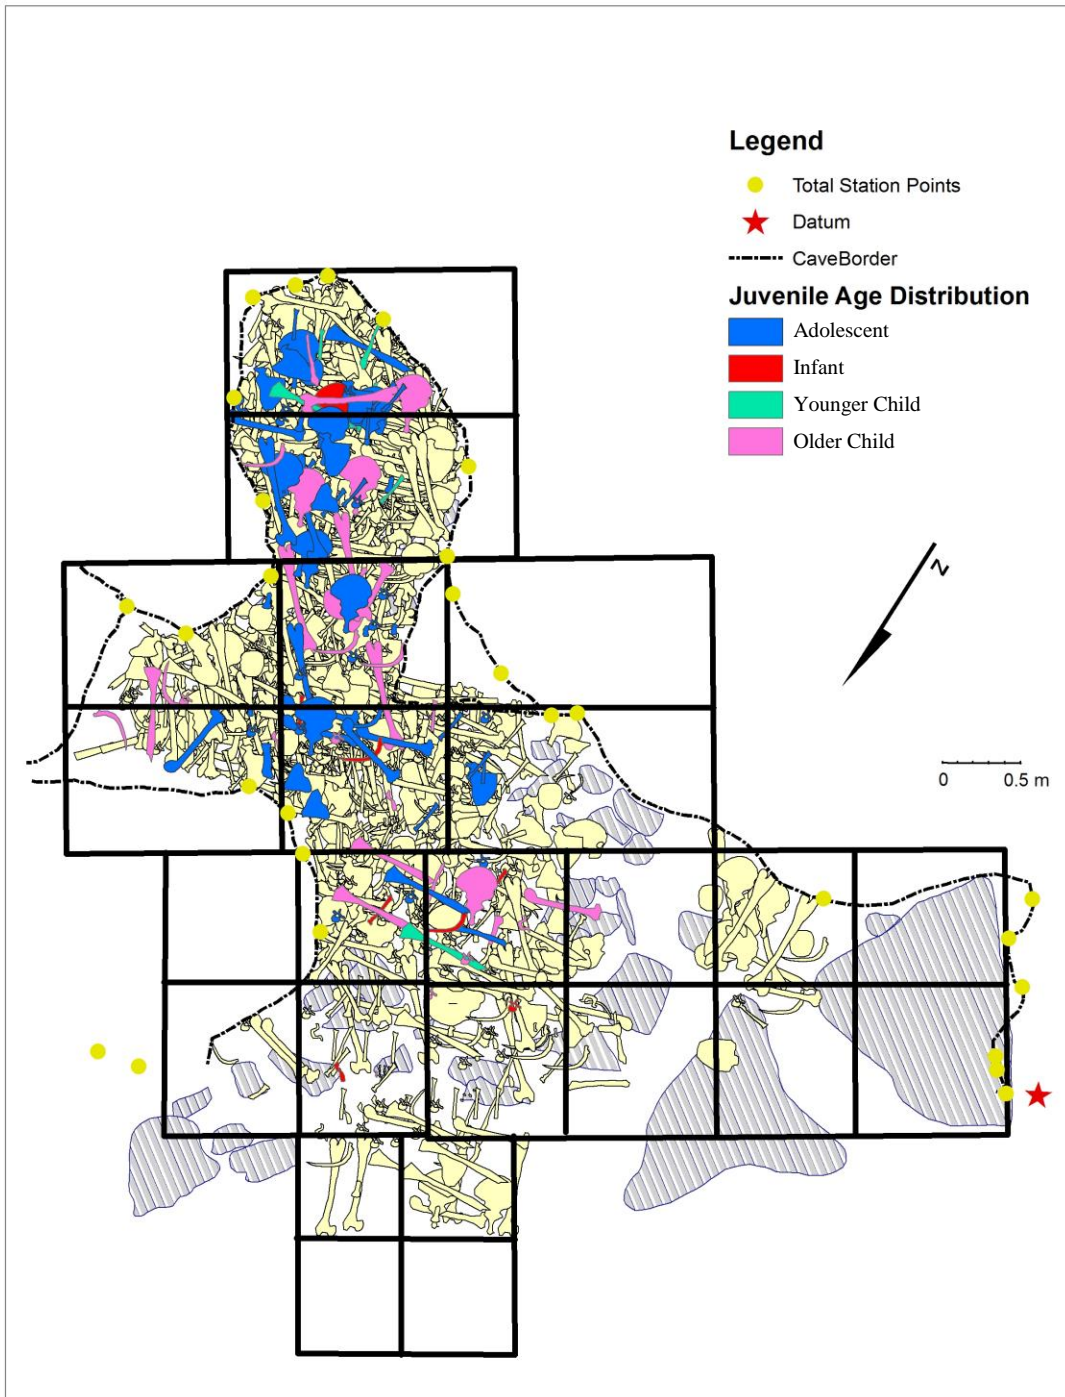 Legend
Total Station Points
Datum
CaveBorder
Juvenile Age Distribution
Adolescent
Infant
Younger Child
Older Child
N
0 0.5 m